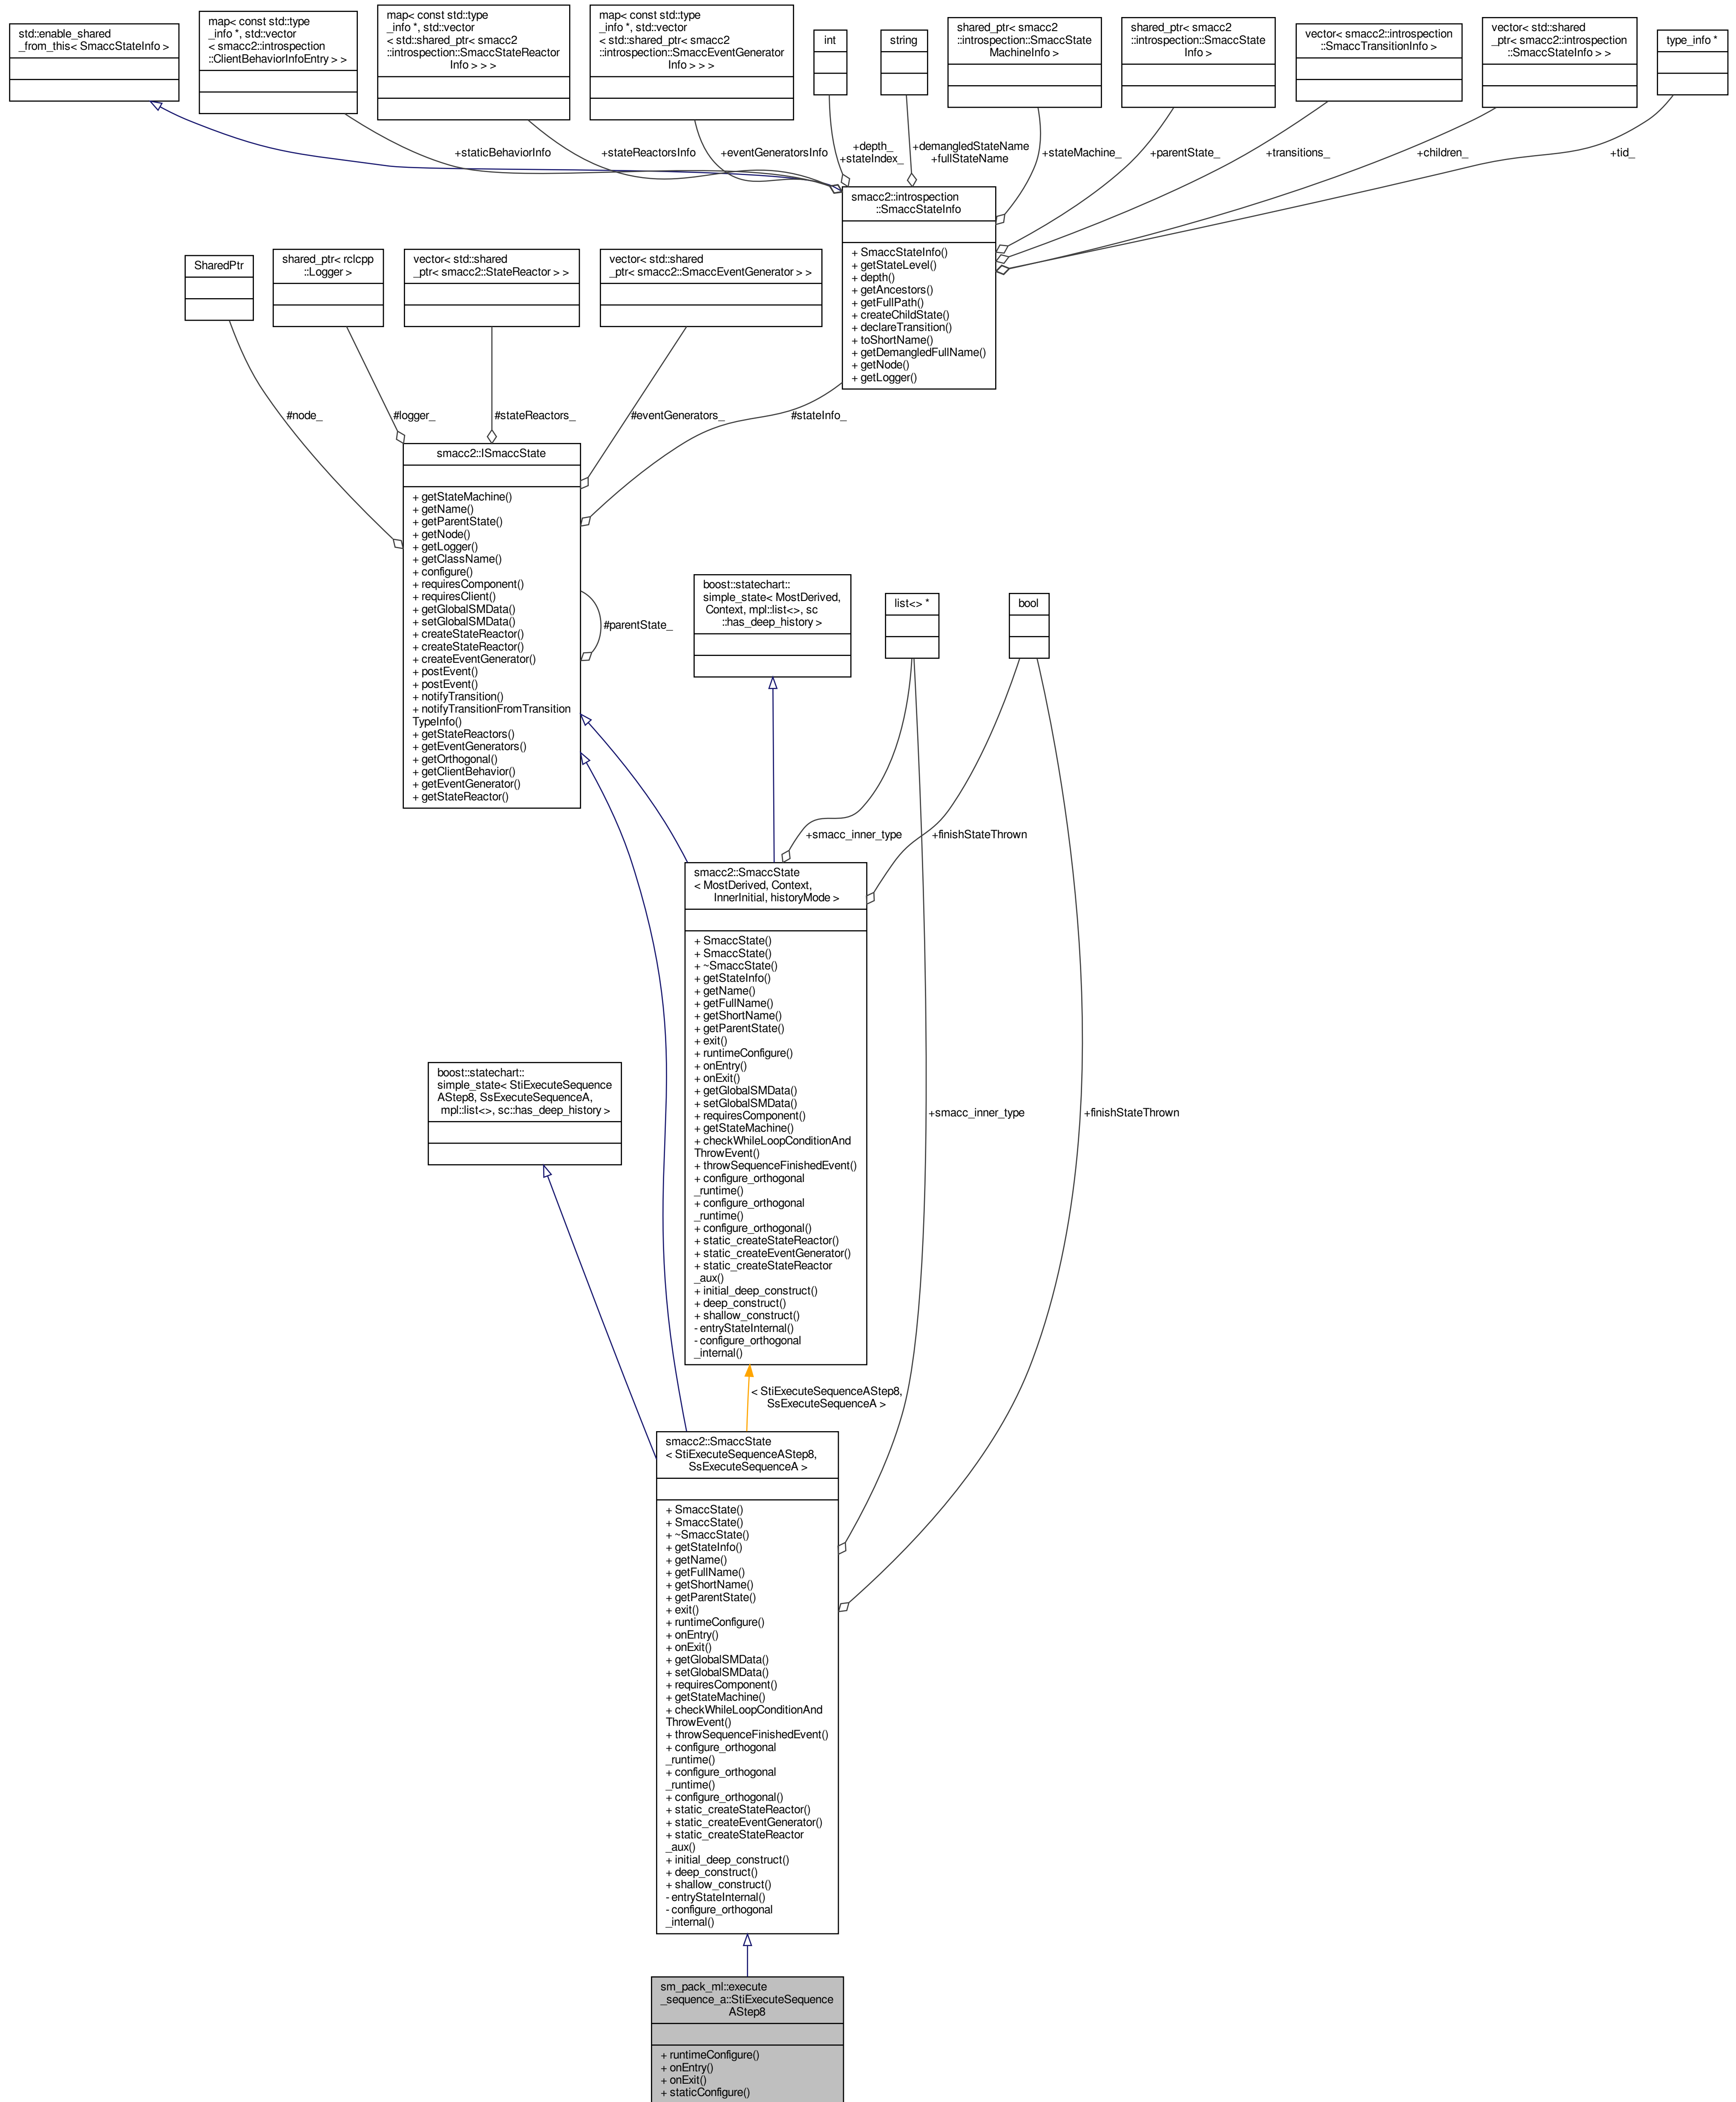 std::enable_shared
_from_this< SmaccStateInfo >
map< const std::type
_info *, std::vector
< smacc2::introspection
::ClientBehaviorInfoEntry > >
map< const std::type
_info *, std::vector
< std::shared_ptr< smacc2
::introspection::SmaccStateReactor
Info > > >
map< const std::type
_info *, std::vector
< std::shared_ptr< smacc2
::introspection::SmaccEventGenerator
Info > > >
int
string
shared_ptr< smacc2
::introspection::SmaccState
MachineInfo >
shared_ptr< smacc2
::introspection::SmaccState
Info >
vector< smacc2::introspection
::SmaccTransitionInfo >
vector< std::shared
_ptr< smacc2::introspection
::SmaccStateInfo > >
type_info *
+staticBehaviorInfo
+stateReactorsInfo
+eventGeneratorsInfo
+depth_
+stateIndex_
+demangledStateName
+fullStateName
+stateMachine_
+parentState_
+transitions_
+children_
+tid_
smacc2::introspection
::SmaccStateInfo
+ SmaccStateInfo()
+ getStateLevel()
+ depth()
+ getAncestors()
+ getFullPath()
+ createChildState()
+ declareTransition()
+ toShortName()
+ getDemangledFullName()
+ getNode()
+ getLogger()
SharedPtr
shared_ptr< rclcpp
::Logger >
vector< std::shared
_ptr< smacc2::StateReactor > >
vector< std::shared
_ptr< smacc2::SmaccEventGenerator > >
#node_
#logger_
#stateReactors_
#eventGenerators_
#stateInfo_
smacc2::ISmaccState
+ getStateMachine()
+ getName()
+ getParentState()
+ getNode()
+ getLogger()
+ getClassName()
+ configure()
+ requiresComponent()
+ requiresClient()
+ getGlobalSMData()
+ setGlobalSMData()
+ createStateReactor()
+ createStateReactor()
+ createEventGenerator()
+ postEvent()
+ postEvent()
+ notifyTransition()
+ notifyTransitionFromTransition
TypeInfo()
+ getStateReactors()
+ getEventGenerators()
+ getOrthogonal()
+ getClientBehavior()
+ getEventGenerator()
+ getStateReactor()
#parentState_
boost::statechart::
simple_state< MostDerived,
Context, mpl::list<>, sc
::has_deep_history >
list<> *
bool
+smacc_inner_type
+finishStateThrown
smacc2::SmaccState
< MostDerived, Context,
InnerInitial, historyMode >
+ SmaccState()
+ SmaccState()
+ ~SmaccState()
+ getStateInfo()
+ getName()
+ getFullName()
+ getShortName()
+ getParentState()
+ exit()
+ runtimeConfigure()
+ onEntry()
+ onExit()
+ getGlobalSMData()
+ setGlobalSMData()
+ requiresComponent()
+ getStateMachine()
+ checkWhileLoopConditionAnd
ThrowEvent()
+ throwSequenceFinishedEvent()
+ configure_orthogonal
_runtime()
+ configure_orthogonal
_runtime()
+ configure_orthogonal()
+ static_createStateReactor()
+ static_createEventGenerator()
+ static_createStateReactor
_aux()
+ initial_deep_construct()
+ deep_construct()
+ shallow_construct()
- entryStateInternal()
- configure_orthogonal
_internal()
boost::statechart::
simple_state< StiExecuteSequence
AStep8, SsExecuteSequenceA,
mpl::list<>, sc::has_deep_history >
+smacc_inner_type
+finishStateThrown
< StiExecuteSequenceAStep8,
SsExecuteSequenceA >
smacc2::SmaccState
< StiExecuteSequenceAStep8,
SsExecuteSequenceA >
+ SmaccState()
+ SmaccState()
+ ~SmaccState()
+ getStateInfo()
+ getName()
+ getFullName()
+ getShortName()
+ getParentState()
+ exit()
+ runtimeConfigure()
+ onEntry()
+ onExit()
+ getGlobalSMData()
+ setGlobalSMData()
+ requiresComponent()
+ getStateMachine()
+ checkWhileLoopConditionAnd
ThrowEvent()
+ throwSequenceFinishedEvent()
+ configure_orthogonal
_runtime()
+ configure_orthogonal
_runtime()
+ configure_orthogonal()
+ static_createStateReactor()
+ static_createEventGenerator()
+ static_createStateReactor
_aux()
+ initial_deep_construct()
+ deep_construct()
+ shallow_construct()
- entryStateInternal()
- configure_orthogonal
_internal()
sm_pack_ml::execute
_sequence_a::StiExecuteSequence
AStep8
+ runtimeConfigure()
+ onEntry()
+ onExit()
+ staticConfigure()